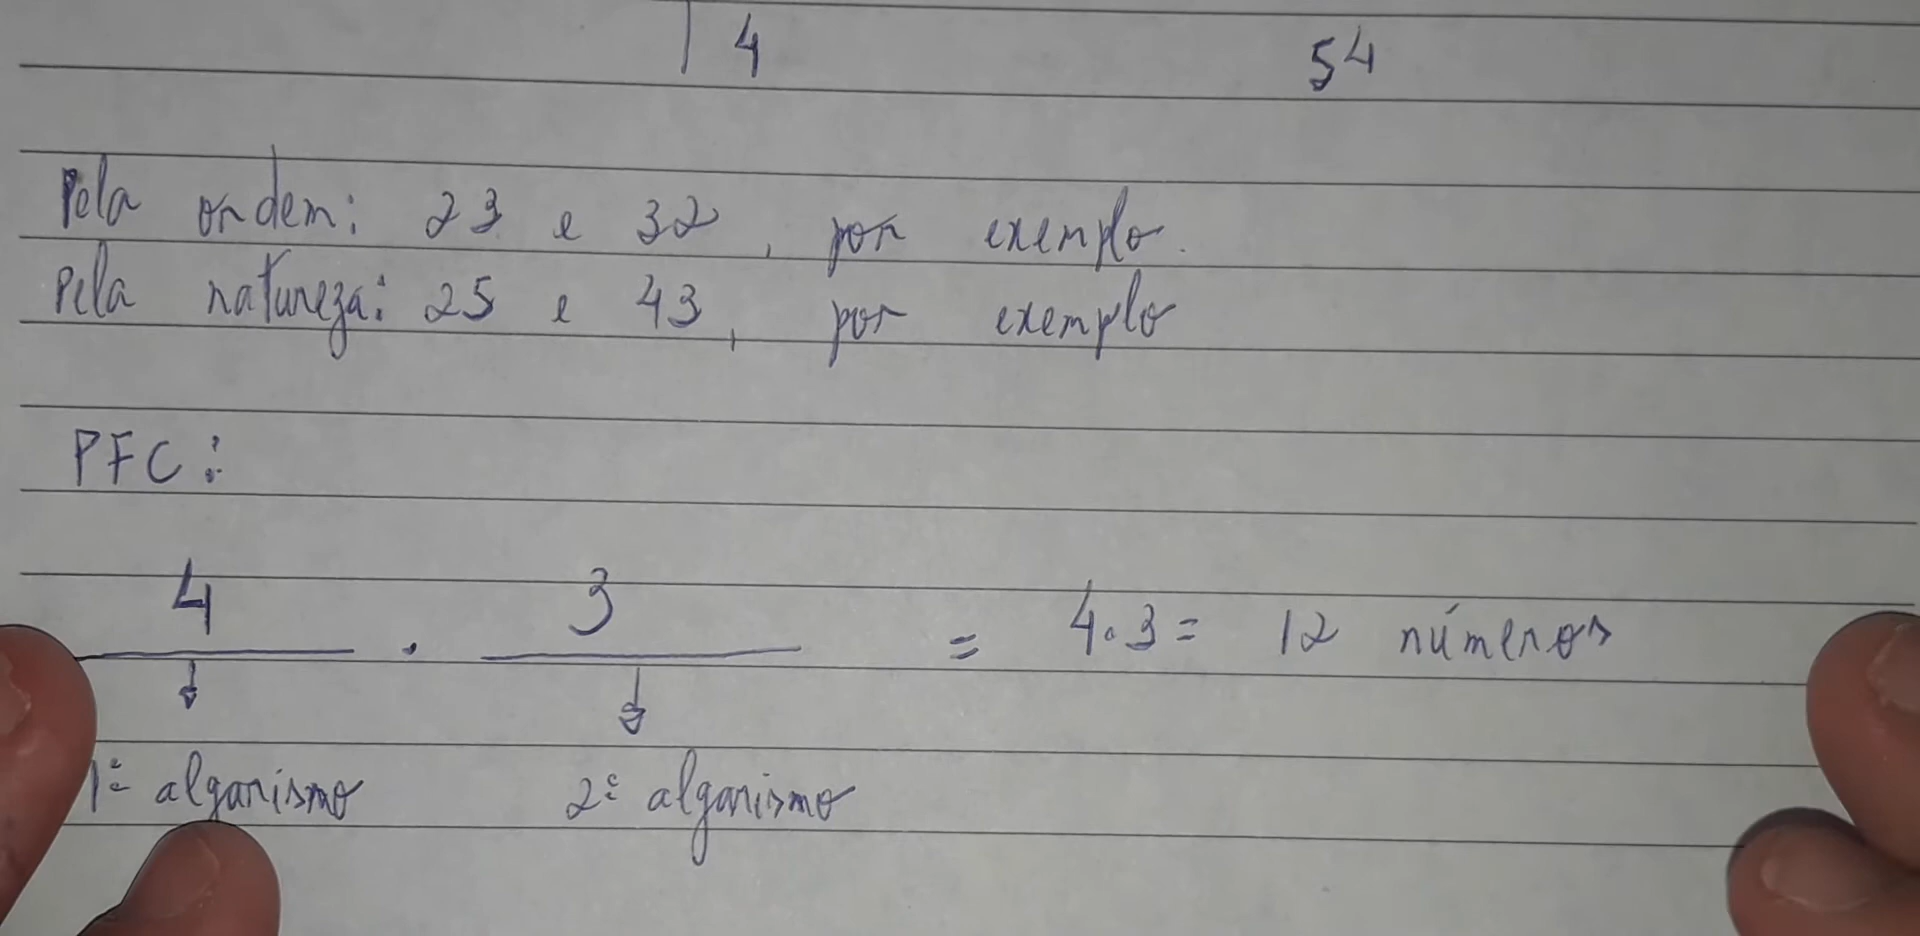 4 54
Pela ordem: 23 e 32, por exemplo.
Pela natureza: 25 e 43, por exemplo
PFC:
4 . 3 = 4.3 = 12 números
1º algarismo 2º algarismo